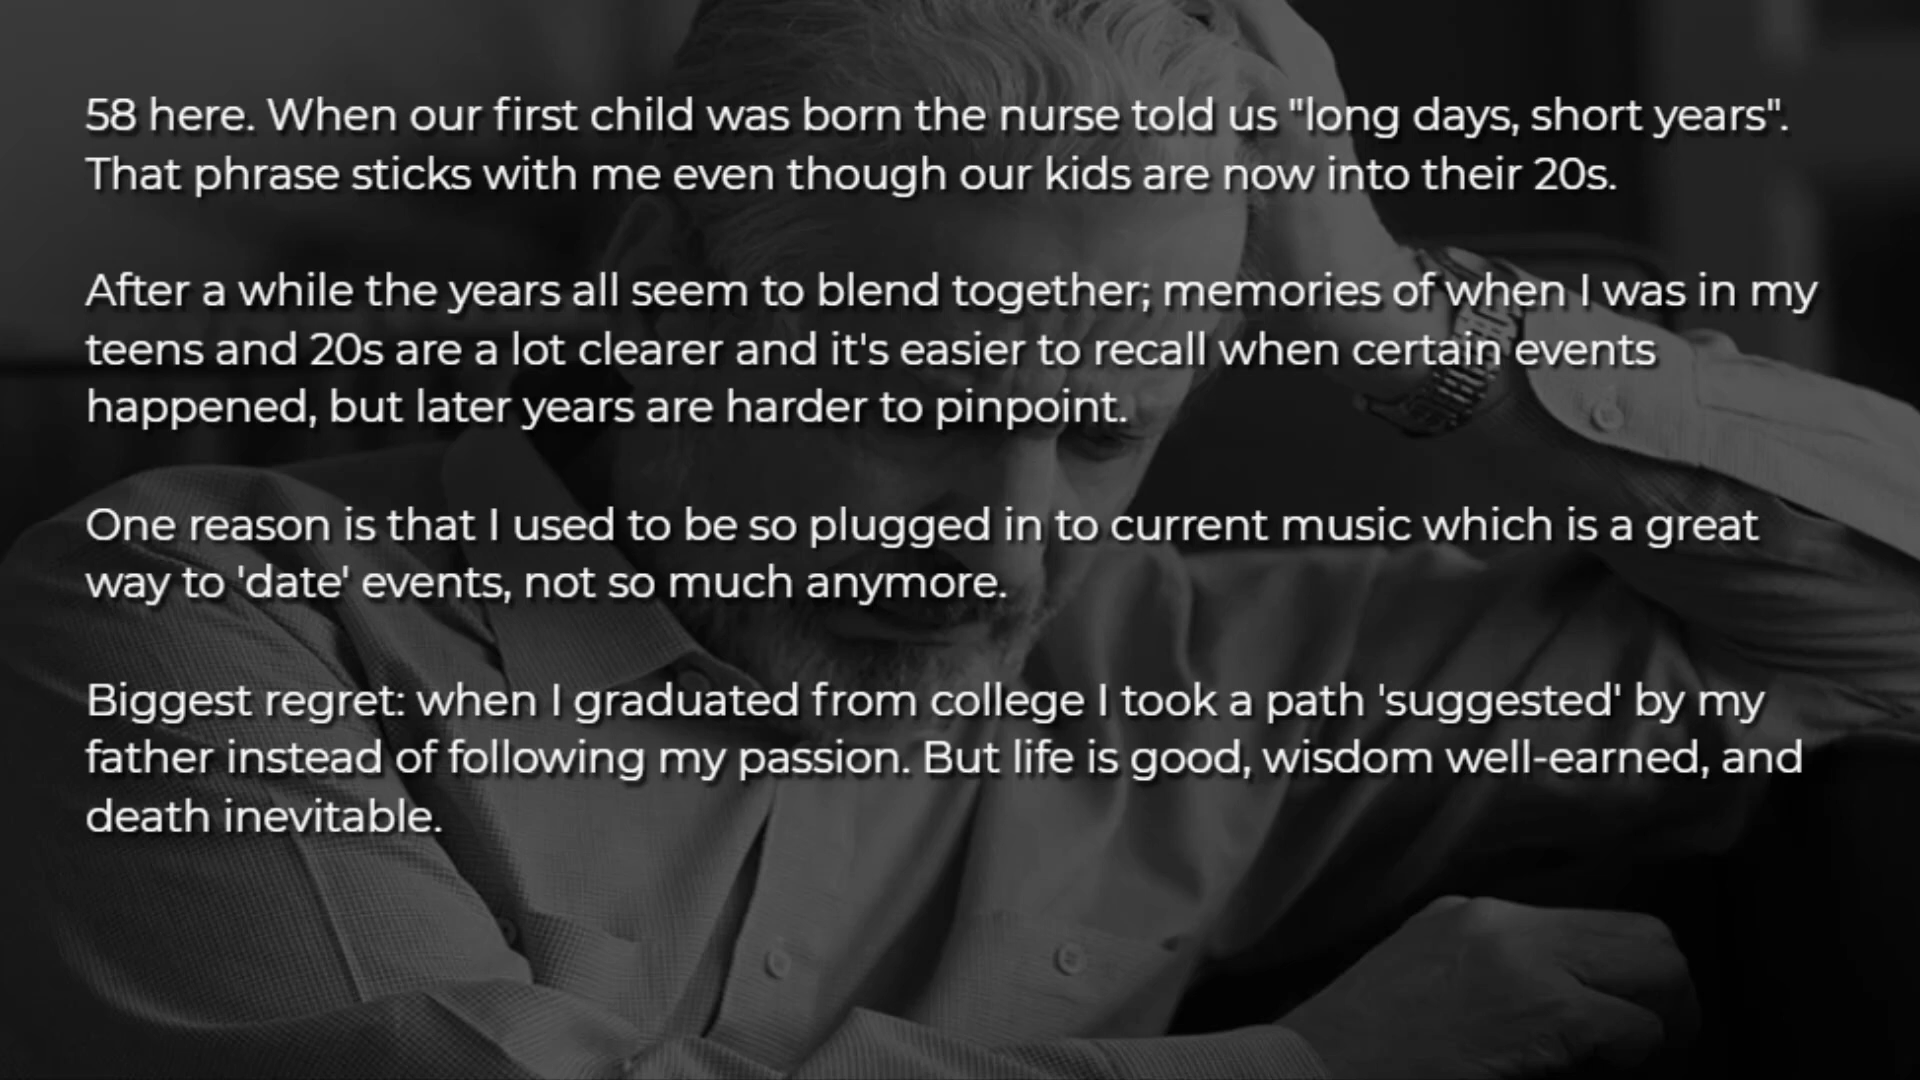 58 here. When our first child was born the nurse told us "long days, short years".
That phrase sticks with me even though our kids are now into their 20s.
After a while the years all seem to blend together; memories of when I was in my
teens and 20s are a lot clearer and it's easier to recall when certain events
happened, but later years are harder to pinpoint.
One reason is that I used to be so plugged in to current music which is a great
way to 'date' events, not so much anymore.
Biggest regret: when I graduated from college I took a path 'suggested' by my
father instead of following my passion. But life is good, wisdom well-earned, and
death inevitable.